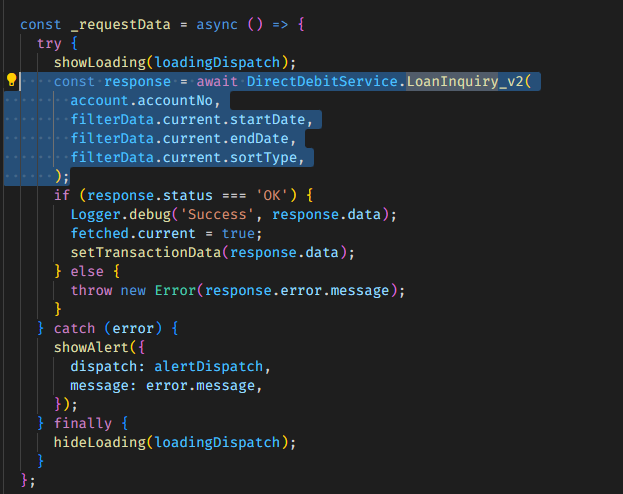 const _requestData = async () => {
try {
showLoading(loadingDispatch);
const response = await DirectDebitService.LoanInquiry_v2(
account.accountNo,
filterData.current.startDate,
filterData.current.endDate,
filterData.current.sortType,
);
if (response.status === 'OK') {
Logger.debug('Success', response.data);
fetched.current = true;
setTransactionData(response.data);
} else {
throw new Error(response.error.message);
}
} catch (error) {
showAlert({
dispatch: alertDispatch,
message: error.message,
});
} finally {
hideLoading(loadingDispatch);
}
};